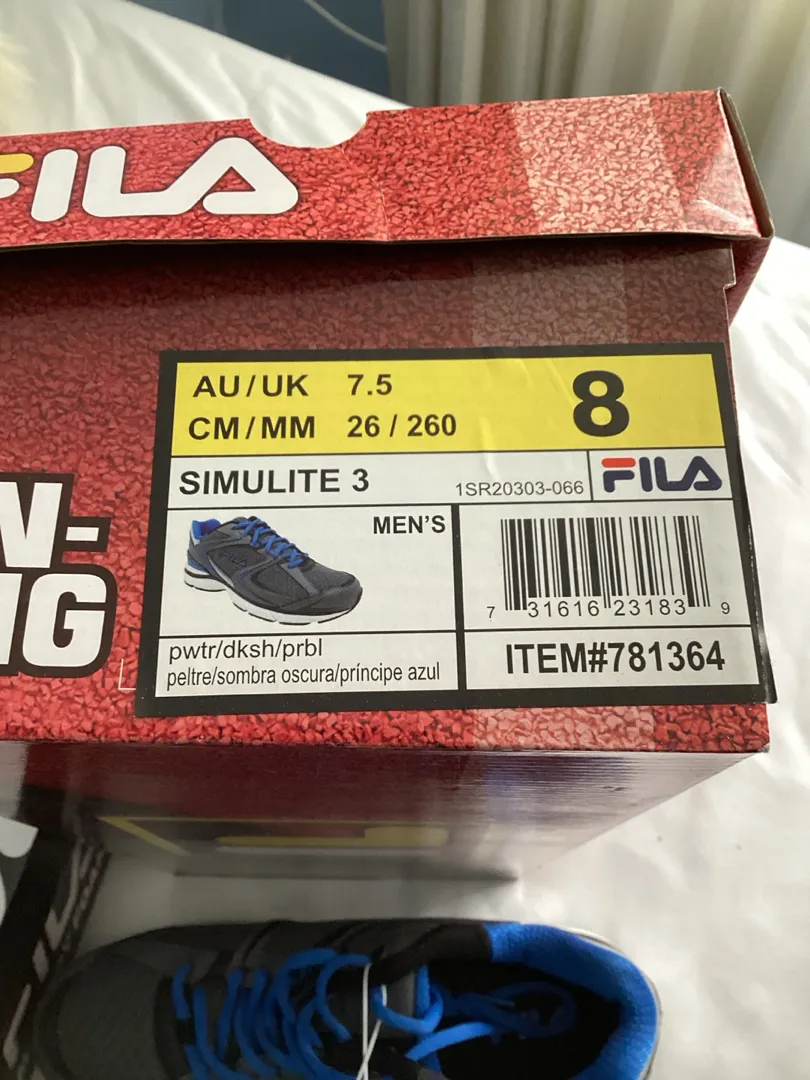 FILA
AU/UK 7.5
CM/MM 26 / 260
8
SIMULITE 3
1SR20303-066
FILA
MEN'S
7 31616 23183 9
pwtr/dksh/prbl
peltre/sombra oscura/príncipe azul
ITEM#781364
N-
IG